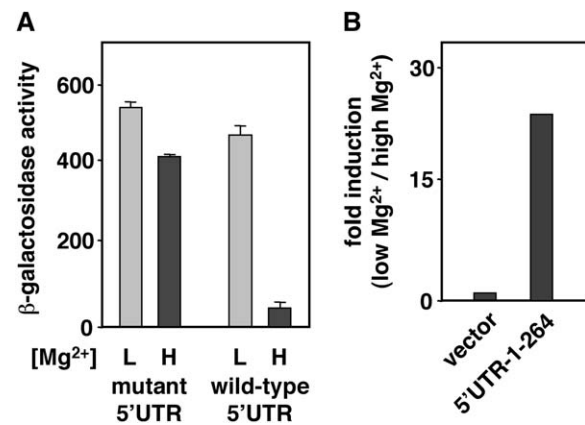 A
β-galactosidase activity
600
400
200
0
[Mg²⁺] L H L H
mutant wild-type
5'UTR 5'UTR
B
fold induction
(low Mg²⁺ / high Mg²⁺)
30
15
0
vector
5'UTR-1-264